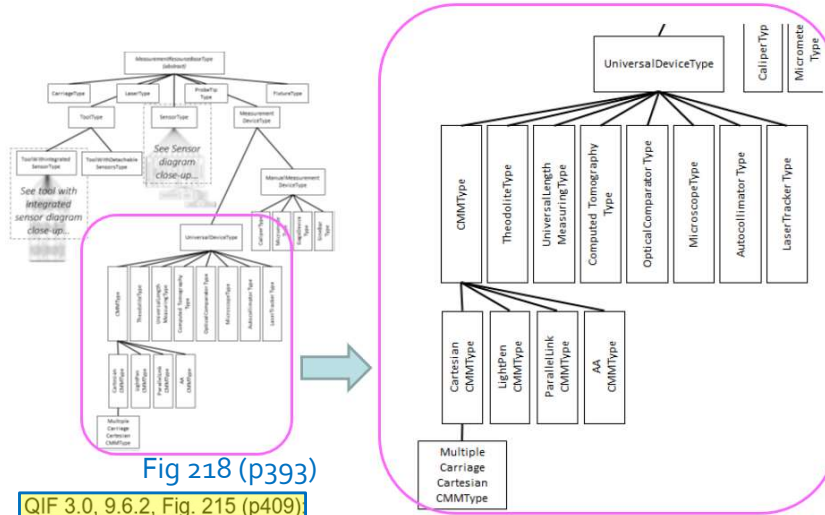 MeasurementResourceBaseType
(abstract)
CarriageType
LaserType
ProbeTip
Type
FixtureType
ToolType
SensorType
Measurement
DeviceType
ToolWithIntegrated
SensorType
ToolWithDetachable
SensorsType
See Sensor
diagram
close-up...
See tool with
integrated
sensor diagram
close-up...
ManualMeasurement
DeviceType
CaliperType
UniversalDeviceType
CMMType
TheodoliteType
UniversalLength
MeasuringType
Computed Tomography
Type
OpticalComparator Type
MicroscopeType
Autocollimator Type
LaserTracker Type
Cartesian
CMMType
LightPen
CMMType
ParallelLink
CMMType
AA
CMMType
Multiple
Carriage
Cartesian
CMMType
Fig 218 (p393)
QIF 3.0, 9.6.2, Fig. 215 (p409):
UniversalDeviceType
CaliperTyp
Micromete
Type
CMMType
TheodoliteType
UniversalLength
MeasuringType
Computed Tomography
Type
OpticalComparator Type
MicroscopeType
Autocollimator Type
LaserTracker Type
Cartesian
CMMType
LightPen
CMMType
ParallelLink
CMMType
AA
CMMType
Multiple
Carriage
Cartesian
CMMType